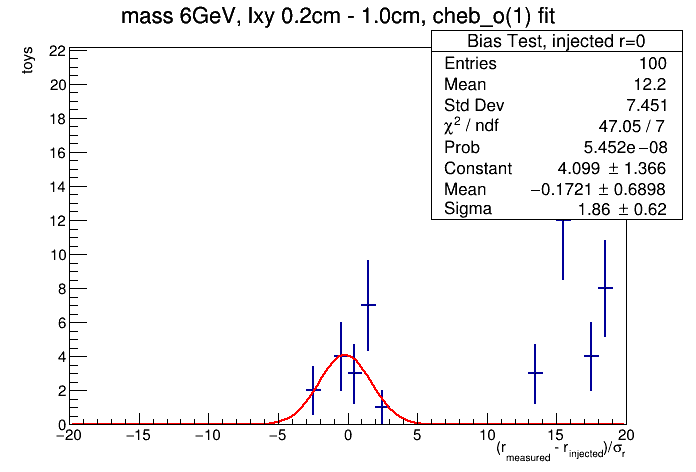 mass 6GeV, lxy 0.2cm - 1.0cm, cheb_o(1) fit
Bias Test, injected r=0
Entries 100
Mean 12.2
Std Dev 7.451
χ² / ndf 47.05 / 7
Prob 5.452e−08
Constant 4.099 ± 1.366
Mean −0.1721 ± 0.6898
Sigma 1.86 ± 0.62
toys
22
20
18
16
14
12
10
8
6
4
2
0
−20 −15 −10 −5 0 5 10 15 20
(r_measured - r_injected)/σ_r